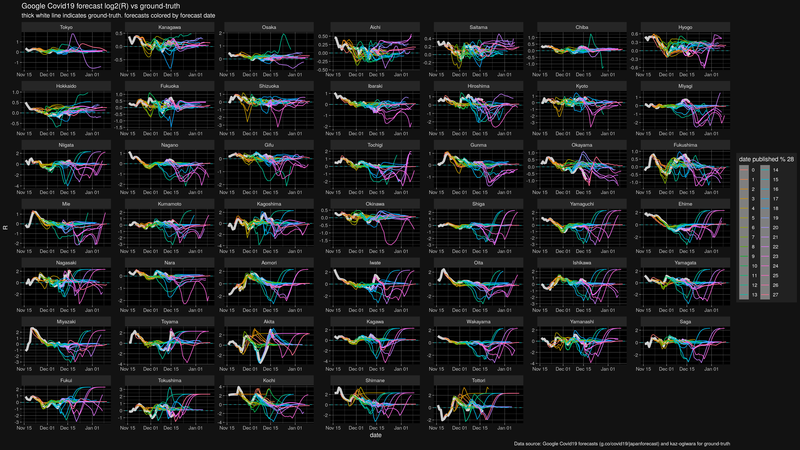 Google Covid19 forecast log2(R) vs ground-truth
thick white line indicates ground-truth. forecasts colored by forecast date
Tokyo Kanagawa Osaka Aichi Saitama Chiba Hyogo
Hokkaido Fukuoka Shizuoka Ibaraki Hiroshima Kyoto Miyagi
Niigata Nagano Gifu Tochigi Gunma Okayama Fukushima
Mie Kumamoto Kagoshima Okinawa Shiga Yamaguchi Ehime
Nagasaki Nara Aomori Iwate Oita Ishikawa Yamagata
Miyazaki Toyama Akita Kagawa Wakayama Yamanashi Saga
Fukui Tokushima Kochi Shimane Tottori
Nov 15 Dec 01 Dec 15 Jan 01
R
date
date published % 28
0 14
1 15
2 16
3 17
4 18
5 19
6 20
7 21
8 22
9 23
10 24
11 25
12 26
13 27
Data source: Google Covid19 forecasts (g.co/covid19/japanforecast) and kaz-ogiwara for ground-truth